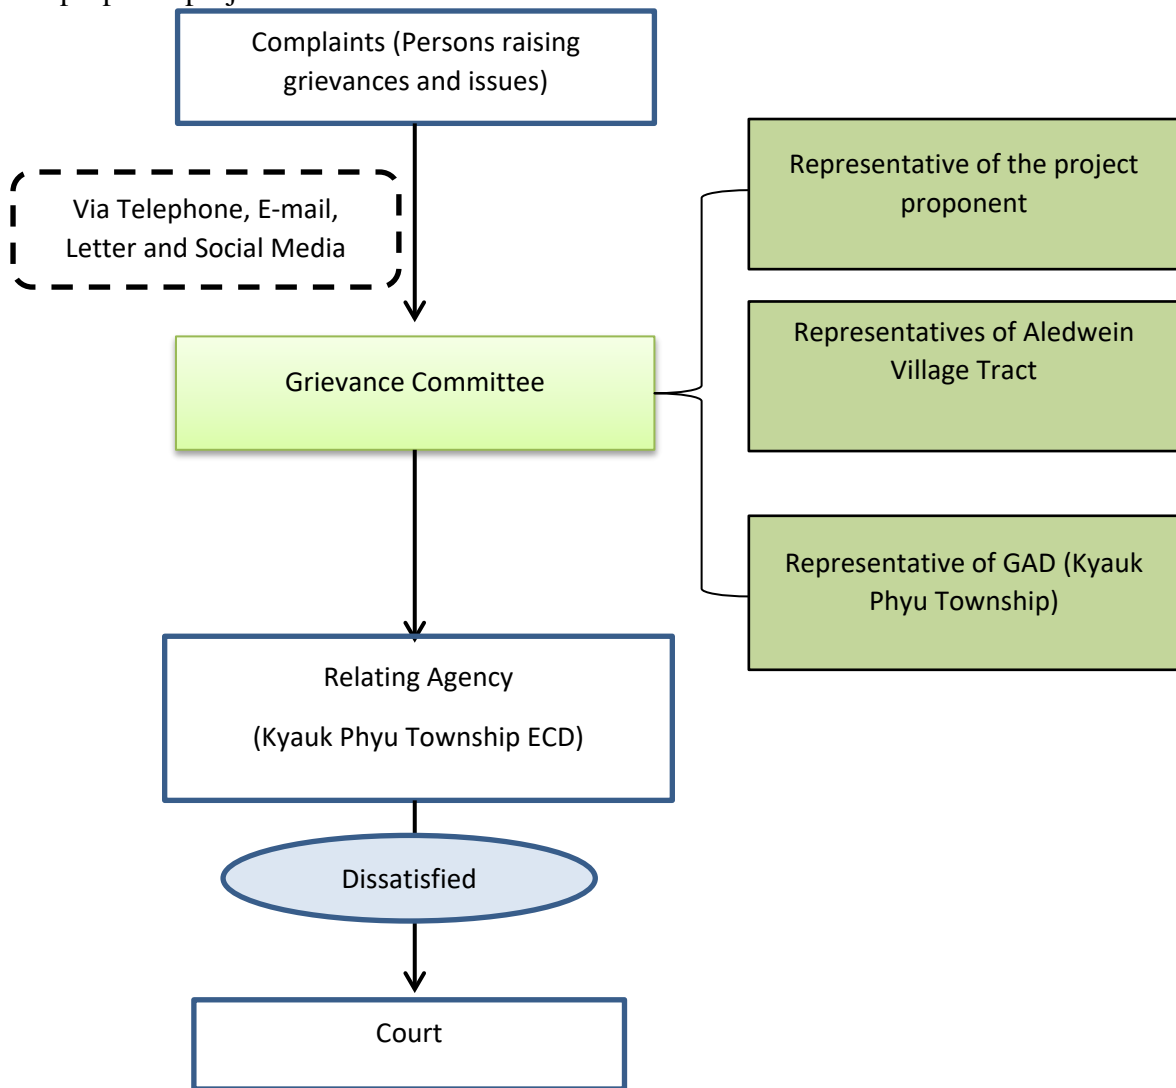 Complaints (Persons raising
grievances and issues)
Via Telephone, E-mail,
Letter and Social Media
Grievance Committee
Representative of the project
proponent
Representatives of Aledwein
Village Tract
Representative of GAD (Kyauk
Phyu Township)
Relating Agency
(Kyauk Phyu Township ECD)
Dissatisfied
Court